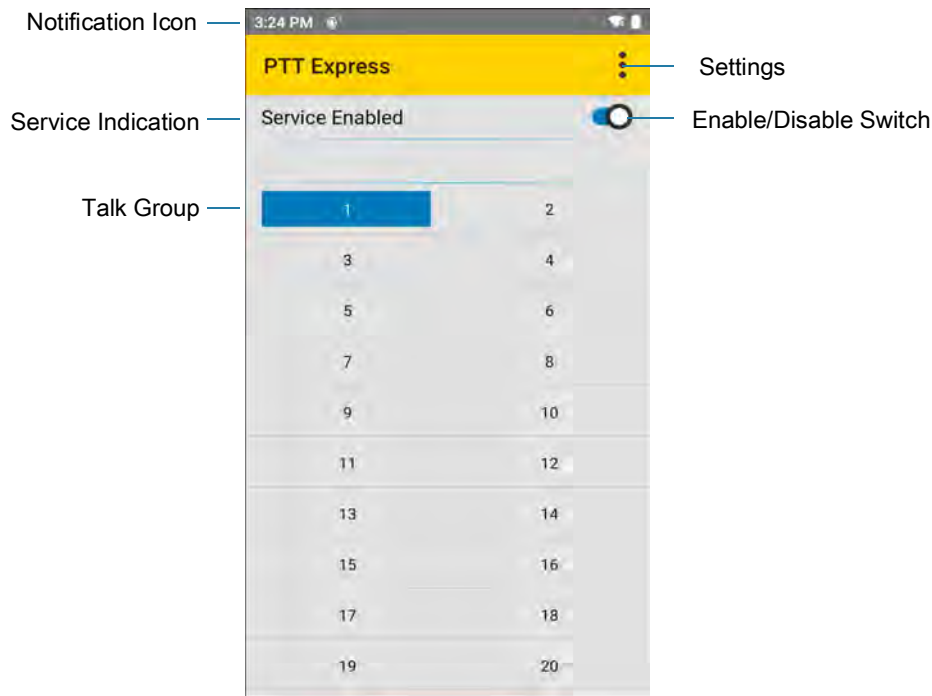 Notification Icon
3:24 PM
PTT Express
Settings
Service Indication
Service Enabled
Enable/Disable Switch
Talk Group
1 2
3 4
5 6
7 8
9 10
11 12
13 14
15 16
17 18
19 20